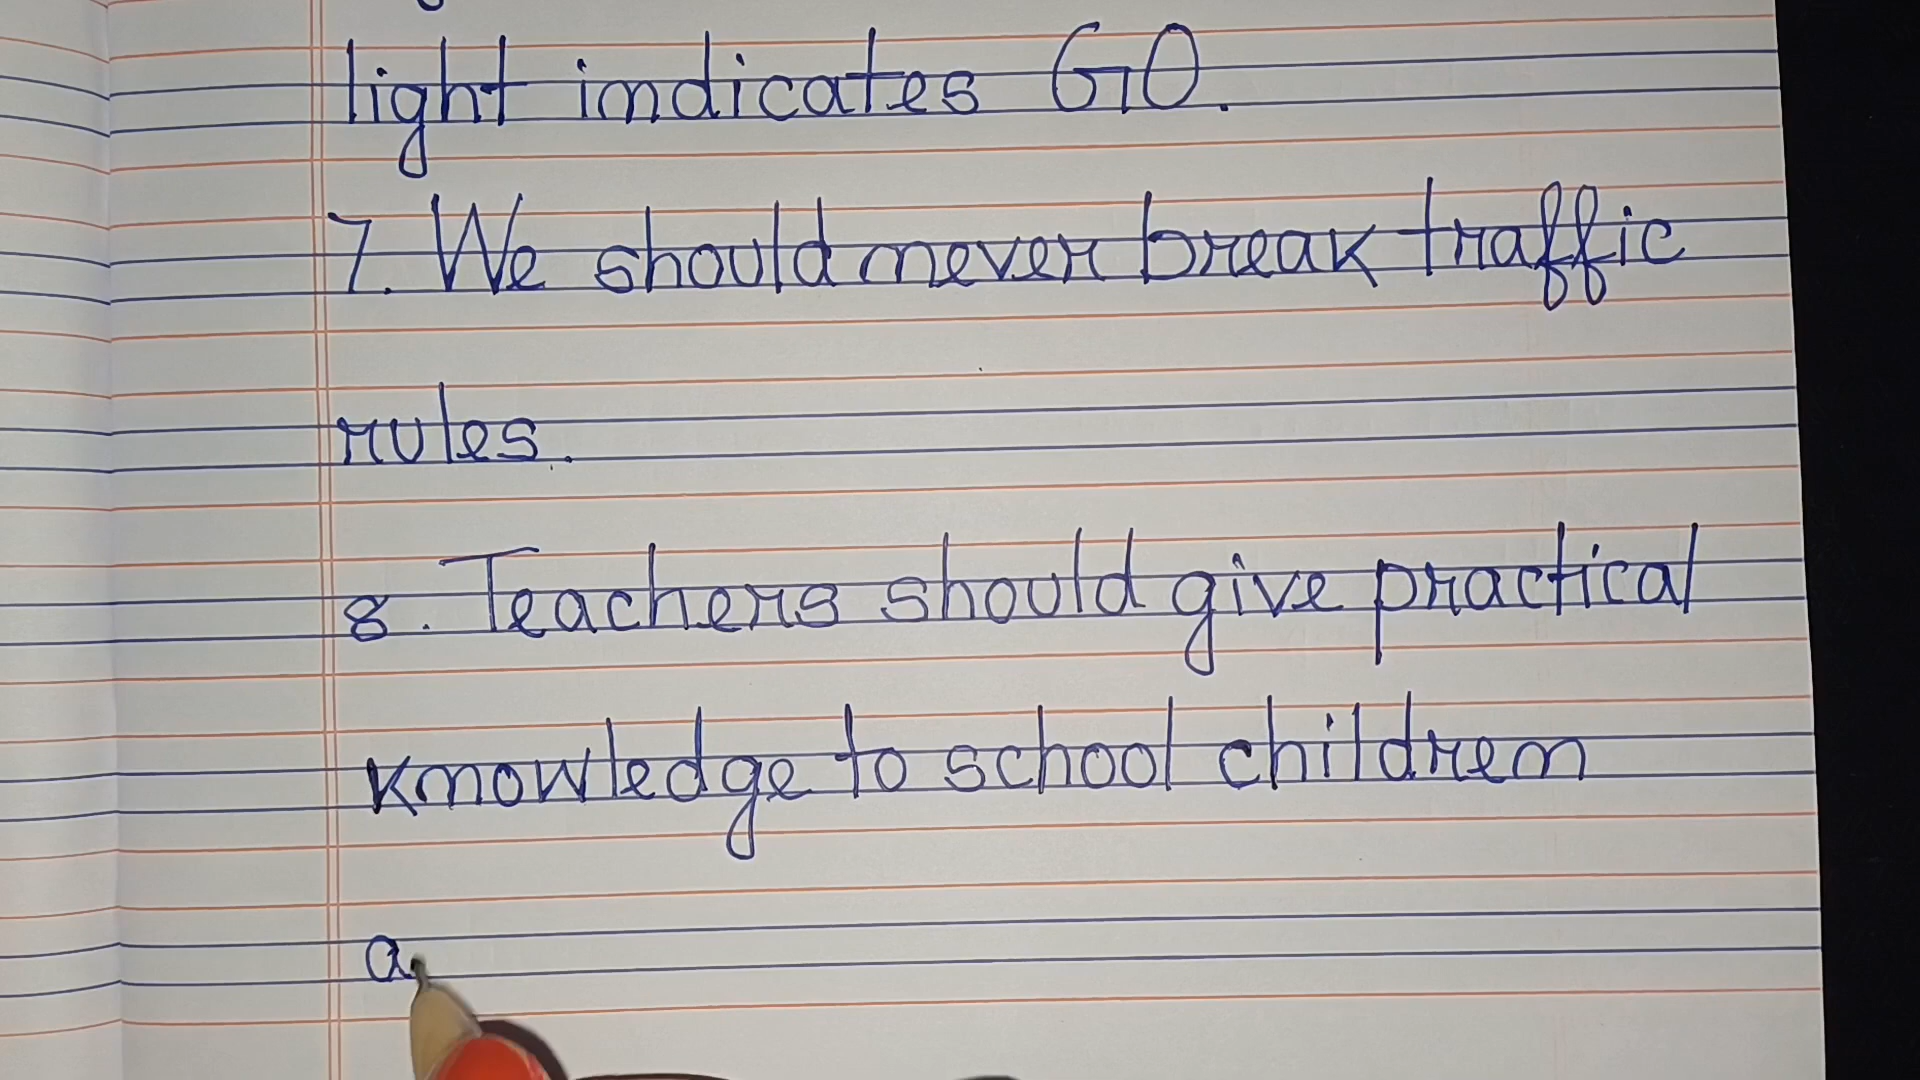 light indicates GO.
7. We should never break traffic
rules.
8. Teachers should give practical
knowledge to school children
a